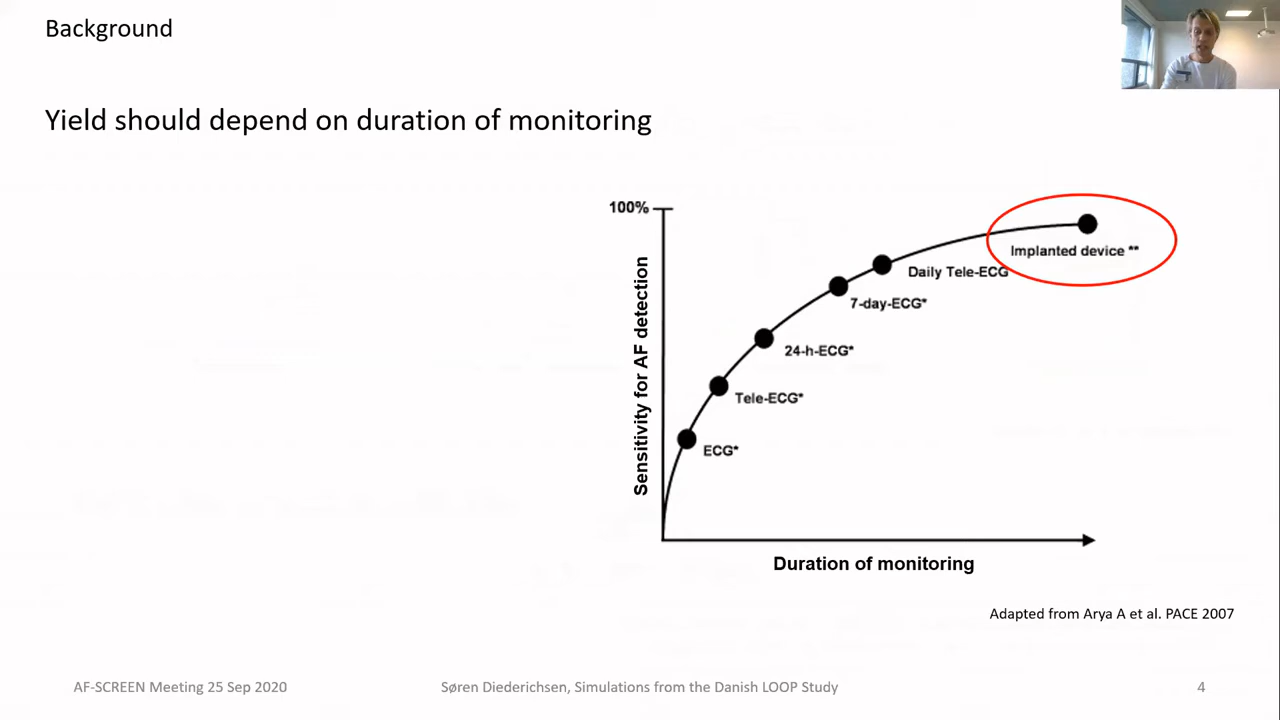 Background
Yield should depend on duration of monitoring
100%
Sensitivity for AF detection
Implanted device **
Daily Tele-ECG
7-day-ECG*
24-h-ECG*
Tele-ECG*
ECG*
Duration of monitoring
Adapted from Arya A et al. PACE 2007
AF-SCREEN Meeting 25 Sep 2020
Søren Diederichsen, Simulations from the Danish LOOP Study
4